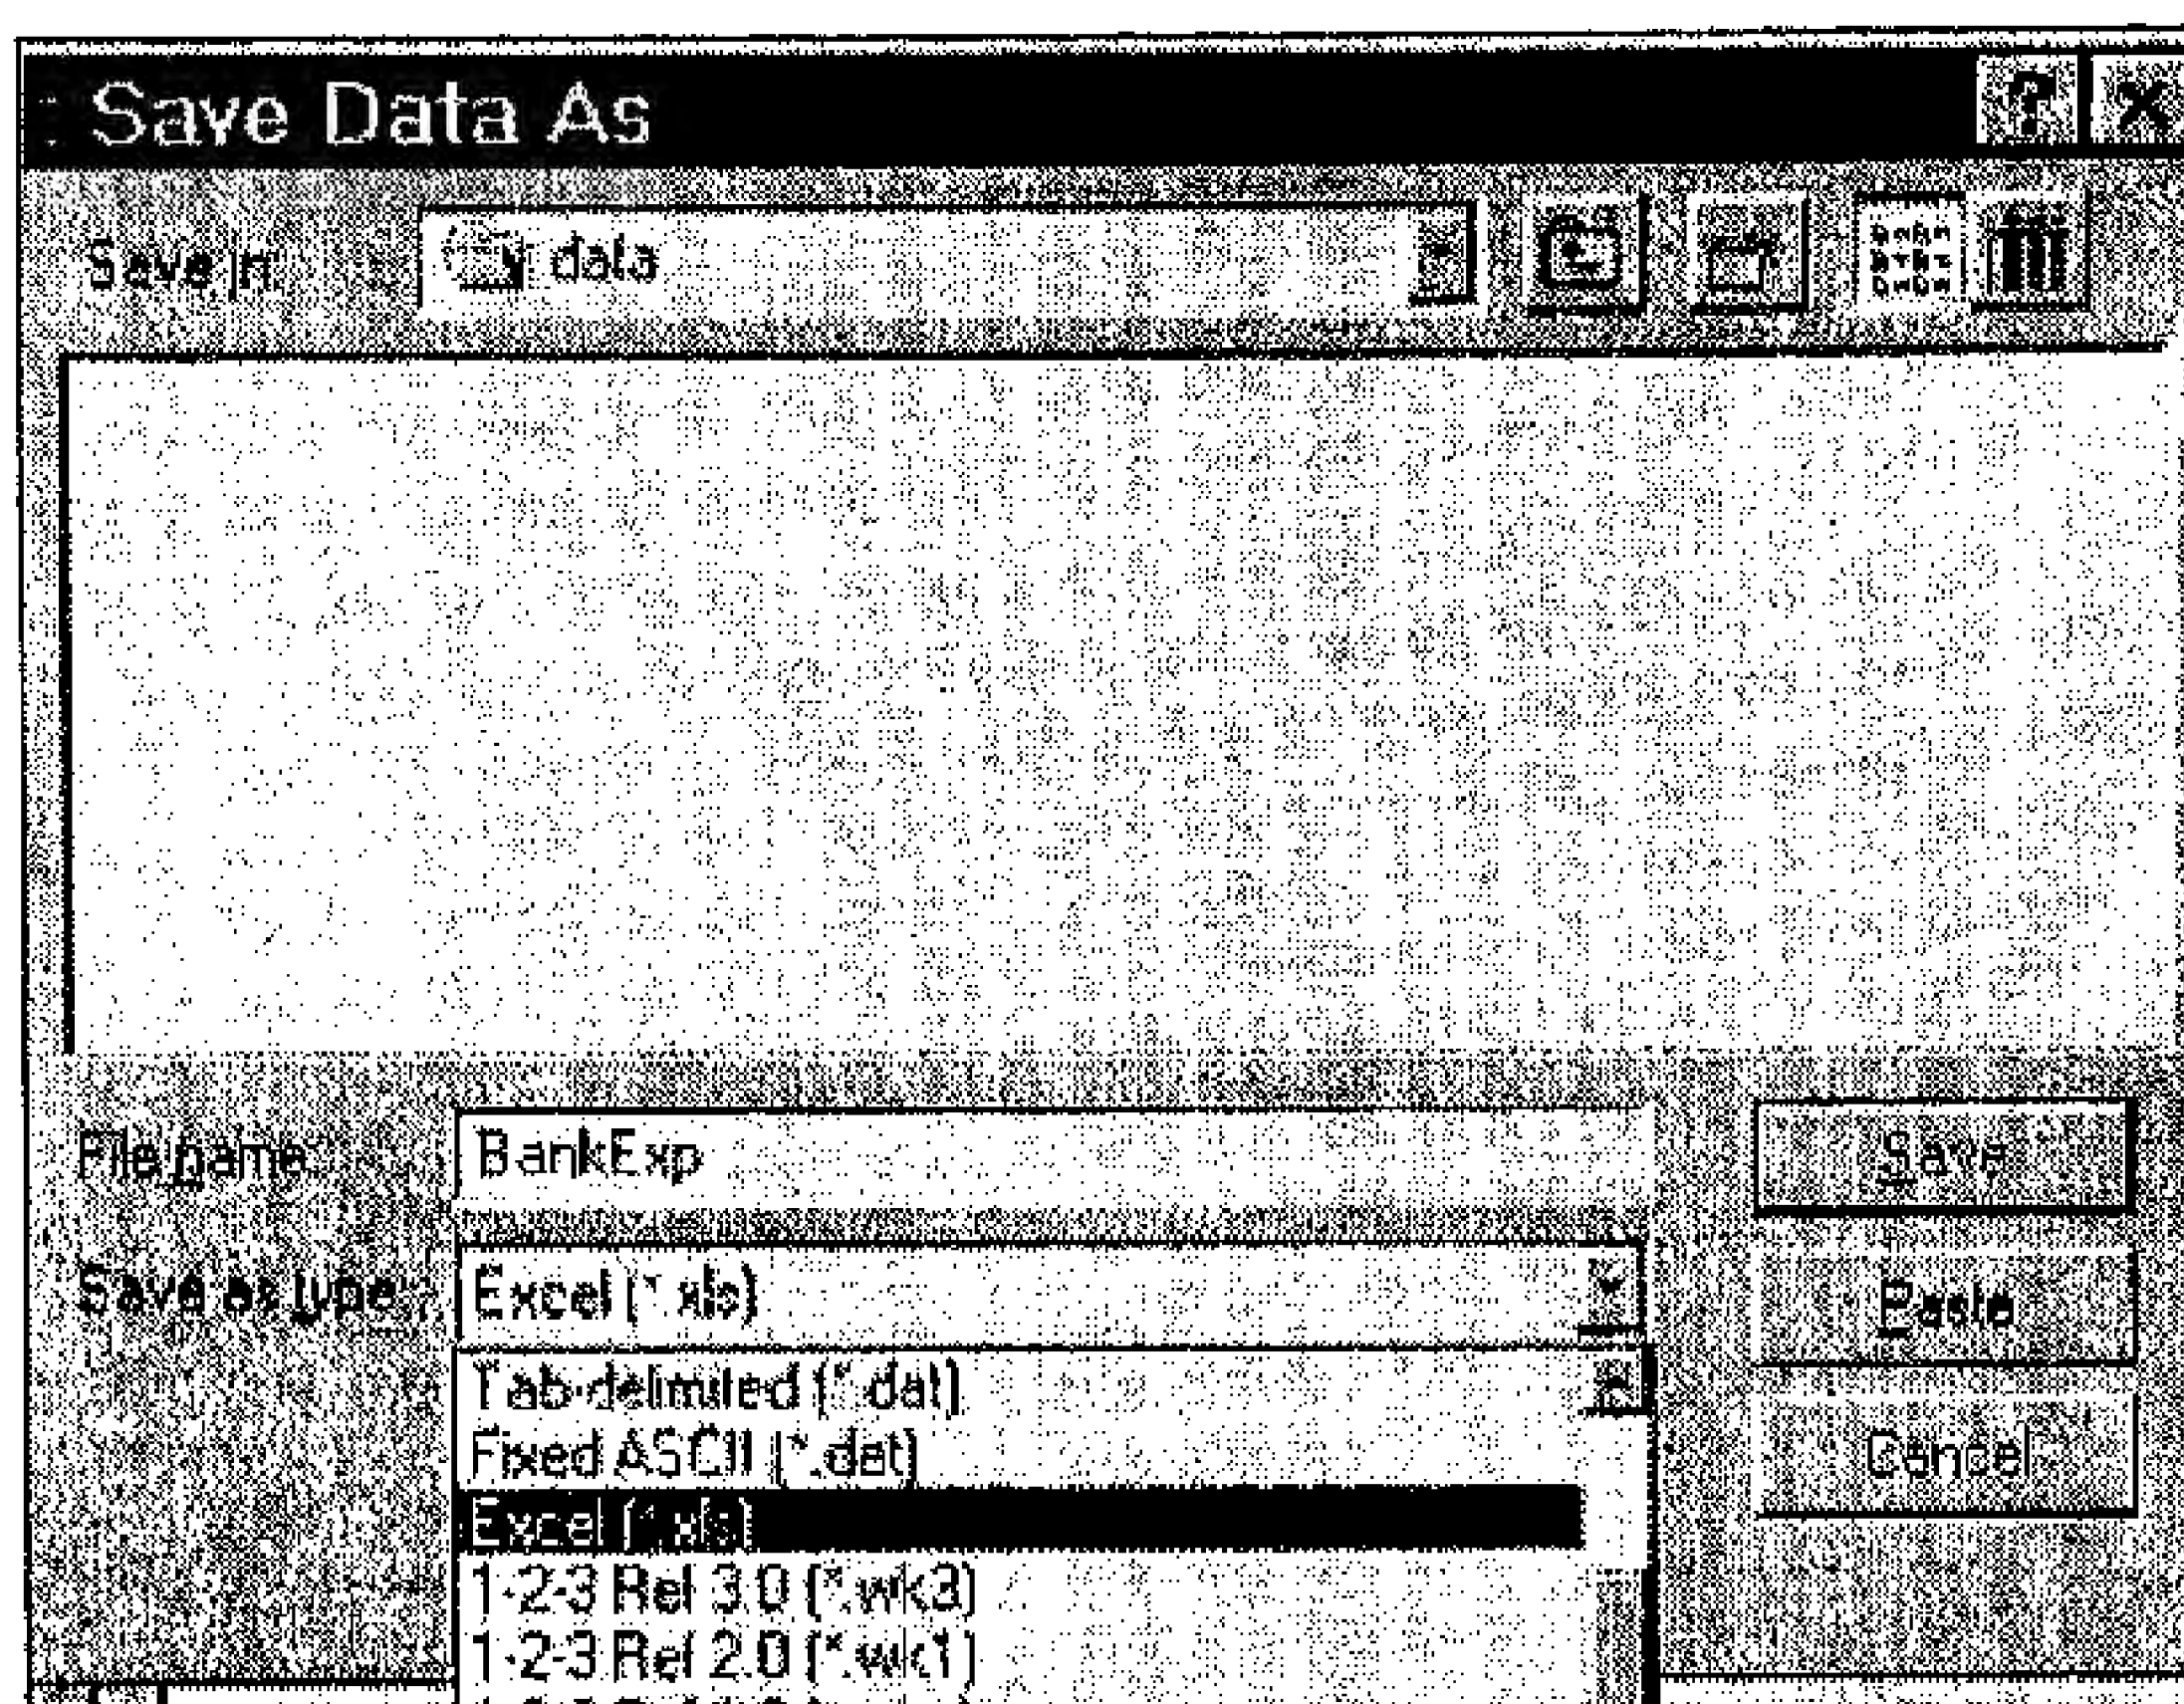 Save Data As
Save in: data
File name: BankExp Save
Save as type: Excel (*.xls) Paste
Tab-delimited (*.dat)
Fixed ASCII (*.dat) Cancel
Excel (*.xls)
1-2-3 Rel 3.0 (*.wk3)
1-2-3 Rel 2.0 (*.wk1)